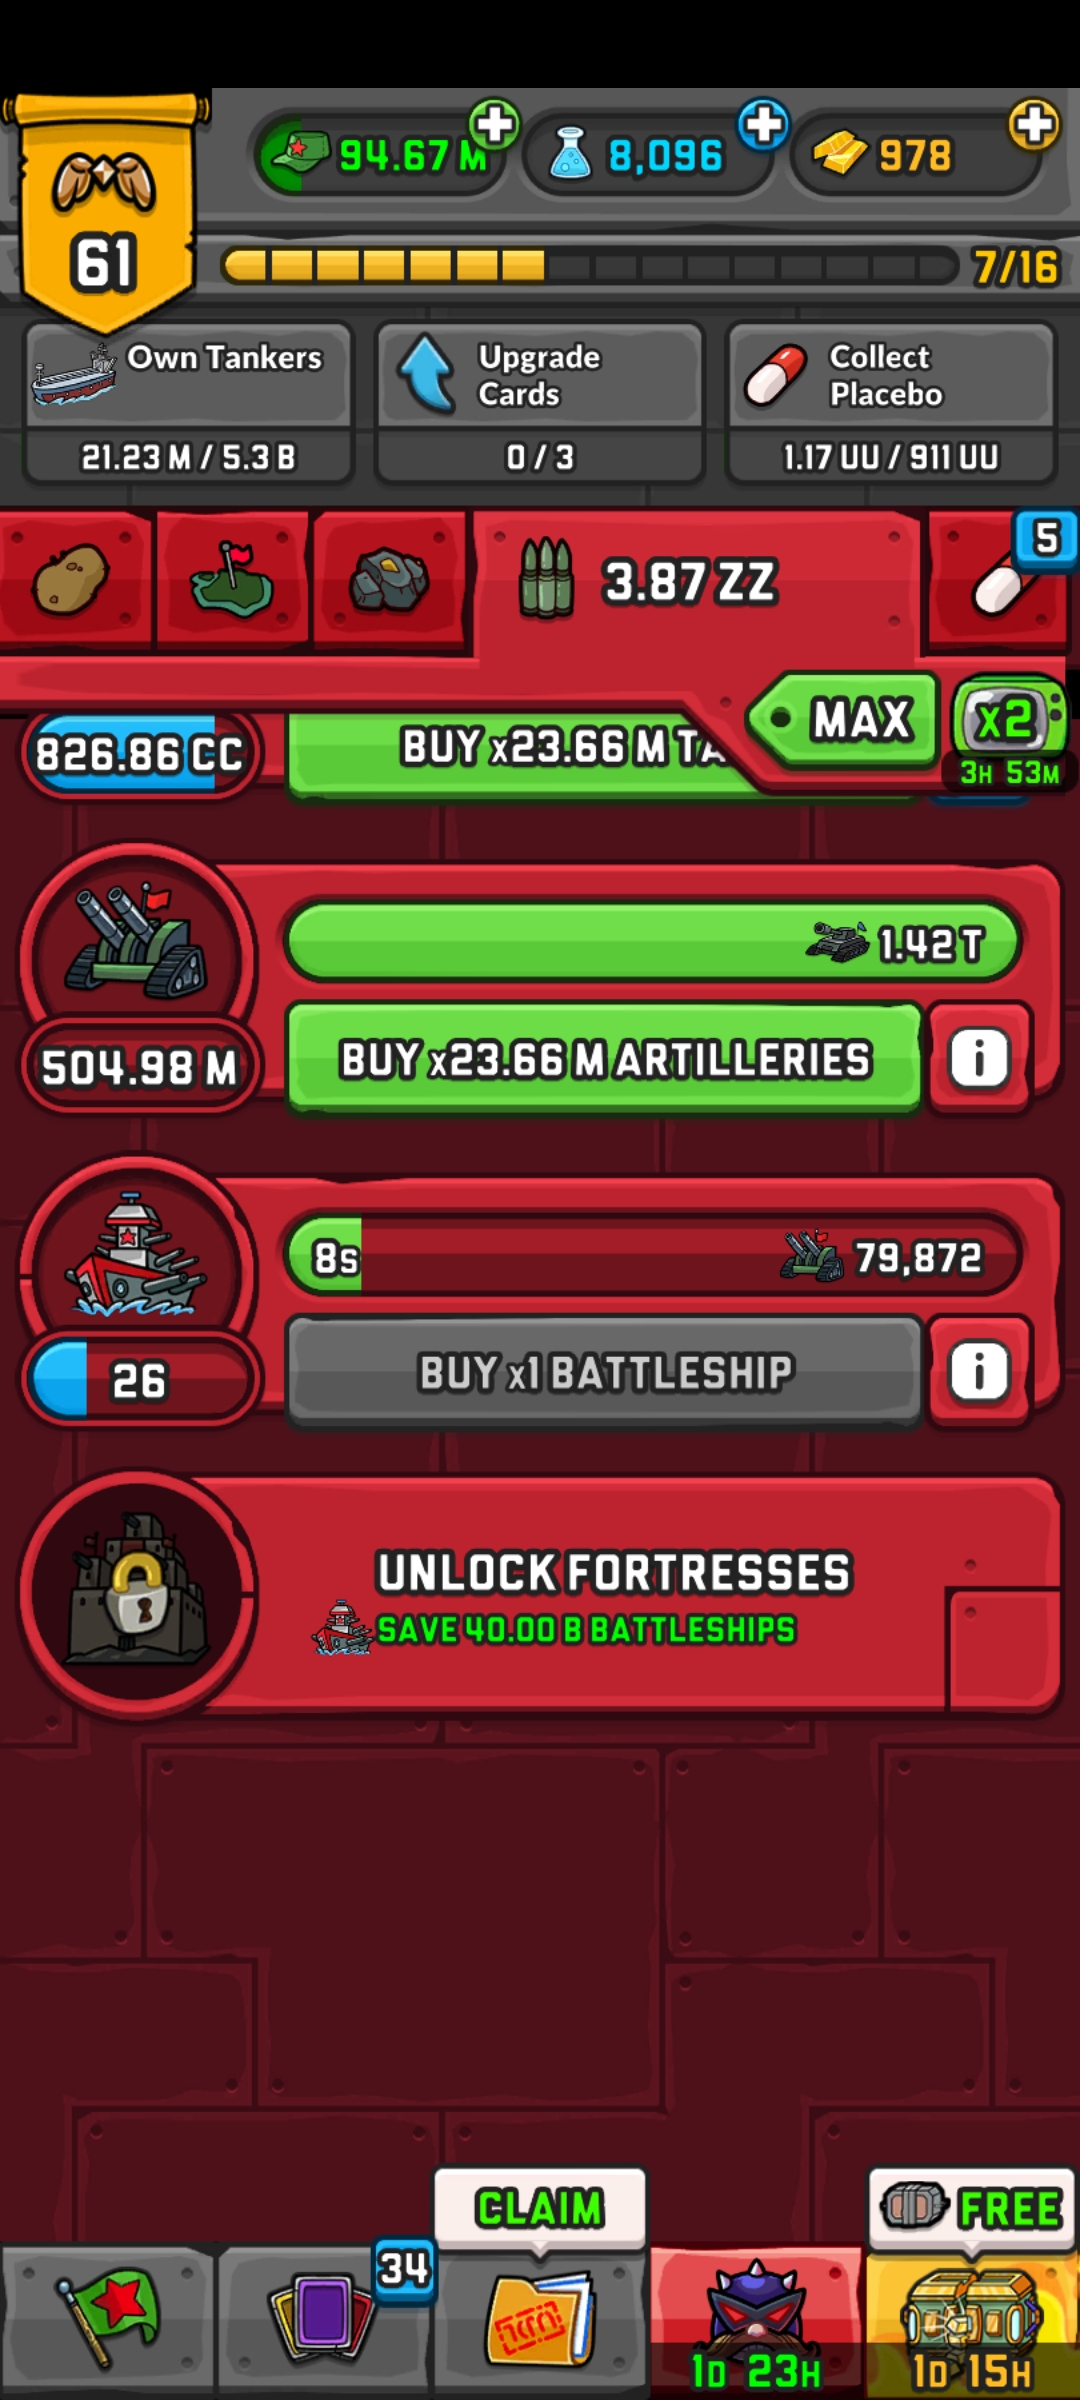 94.67 M
8,096
978
61
7/16
Own Tankers
21.23 M / 5.3 B
Upgrade
Cards
0 / 3
Collect
Placebo
1.17 UU / 911 UU
3.87 ZZ
5
MAX
x2
3H 53M
826.86 CC
BUY x23.66 M TA
1.42 T
504.98 M
BUY x23.66 M ARTILLERIES
i
8s
79,872
26
BUY x1 BATTLESHIP
i
UNLOCK FORTRESSES
SAVE 40.00 B BATTLESHIPS
CLAIM
FREE
34
1D 23H
1D 15H